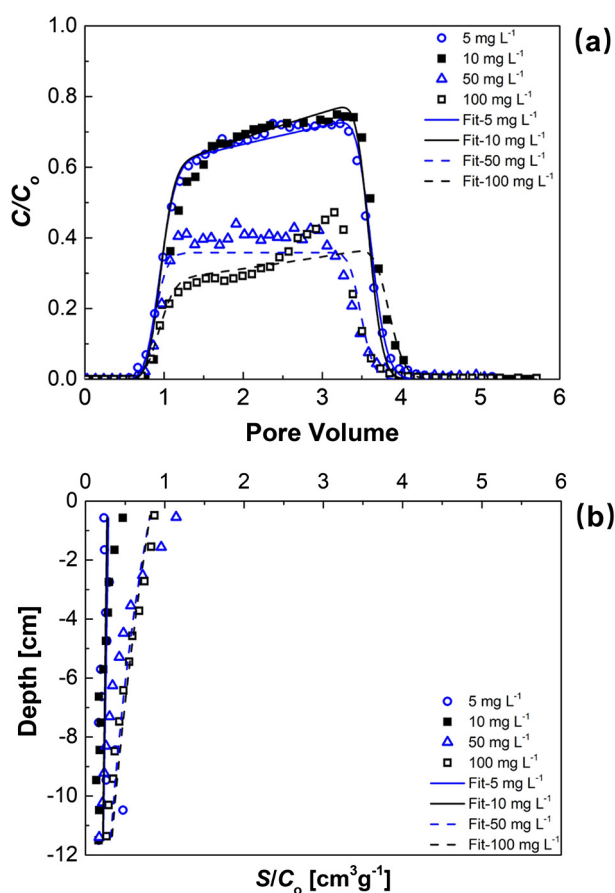 1.0
0.8
0.6
0.4
0.2
0.0
C/Co
0 1 2 3 4 5 6
Pore Volume
(a)
5 mg L-1
10 mg L-1
50 mg L-1
100 mg L-1
Fit-5 mg L-1
Fit-10 mg L-1
Fit-50 mg L-1
Fit-100 mg L-1
0 1 2 3 4 5 6
(b)
0
-2
-4
-6
-8
-10
-12
Depth [cm]
5 mg L-1
10 mg L-1
50 mg L-1
100 mg L-1
Fit-5 mg L-1
Fit-10 mg L-1
Fit-50 mg L-1
Fit-100 mg L-1
S/Co [cm3g-1]